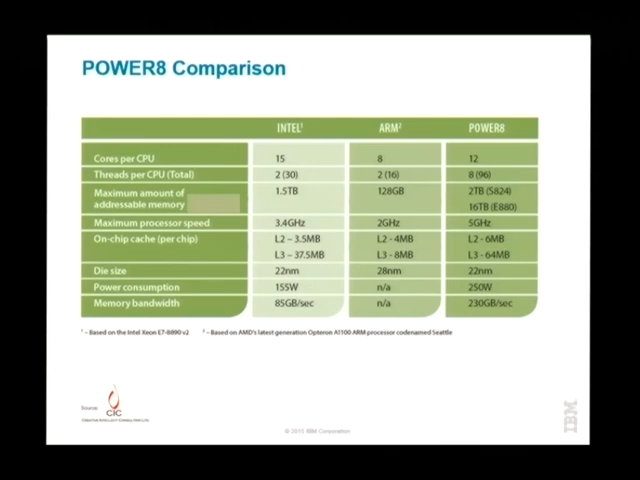 POWER8 Comparison
INTEL¹ ARM² POWER8
Cores per CPU 15 8 12
Threads per CPU (Total) 2 (30) 2 (16) 8 (96)
Maximum amount of addressable memory 1.5TB 128GB 2TB (S824)
16TB (E880)
Maximum processor speed 3.4GHz 2GHz 5GHz
On-chip cache (per chip) L2 – 3.5MB L2 - 4MB L2 - 6MB
L3 – 37.5MB L3 - 8MB L3 - 64MB
Die size 22nm 28nm 22nm
Power consumption 155W n/a 250W
Memory bandwidth 85GB/sec n/a 230GB/sec
¹ – Based on the Intel Xeon E7-8890 v2 ² – Based on AMD's latest generation Opteron A1100 ARM processor codenamed Seattle
Source:
CIC
Creative Intellect Consulting Ltd
© 2015 IBM Corporation
IBM